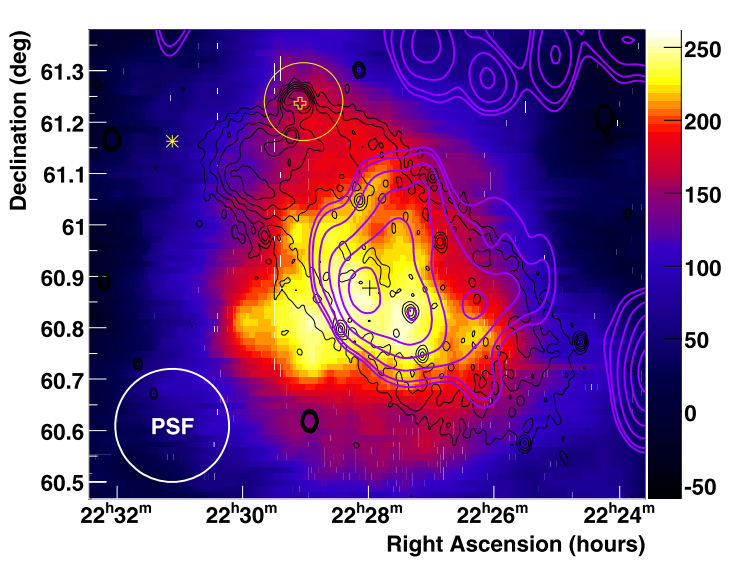 Declination (deg)
61.3
61.2
61.1
61
60.9
60.8
60.7
60.6
60.5
PSF
22ʰ32ᵐ
22ʰ30ᵐ
22ʰ28ᵐ
22ʰ26ᵐ
22ʰ24ᵐ
Right Ascension (hours)
250
200
150
100
50
0
-50